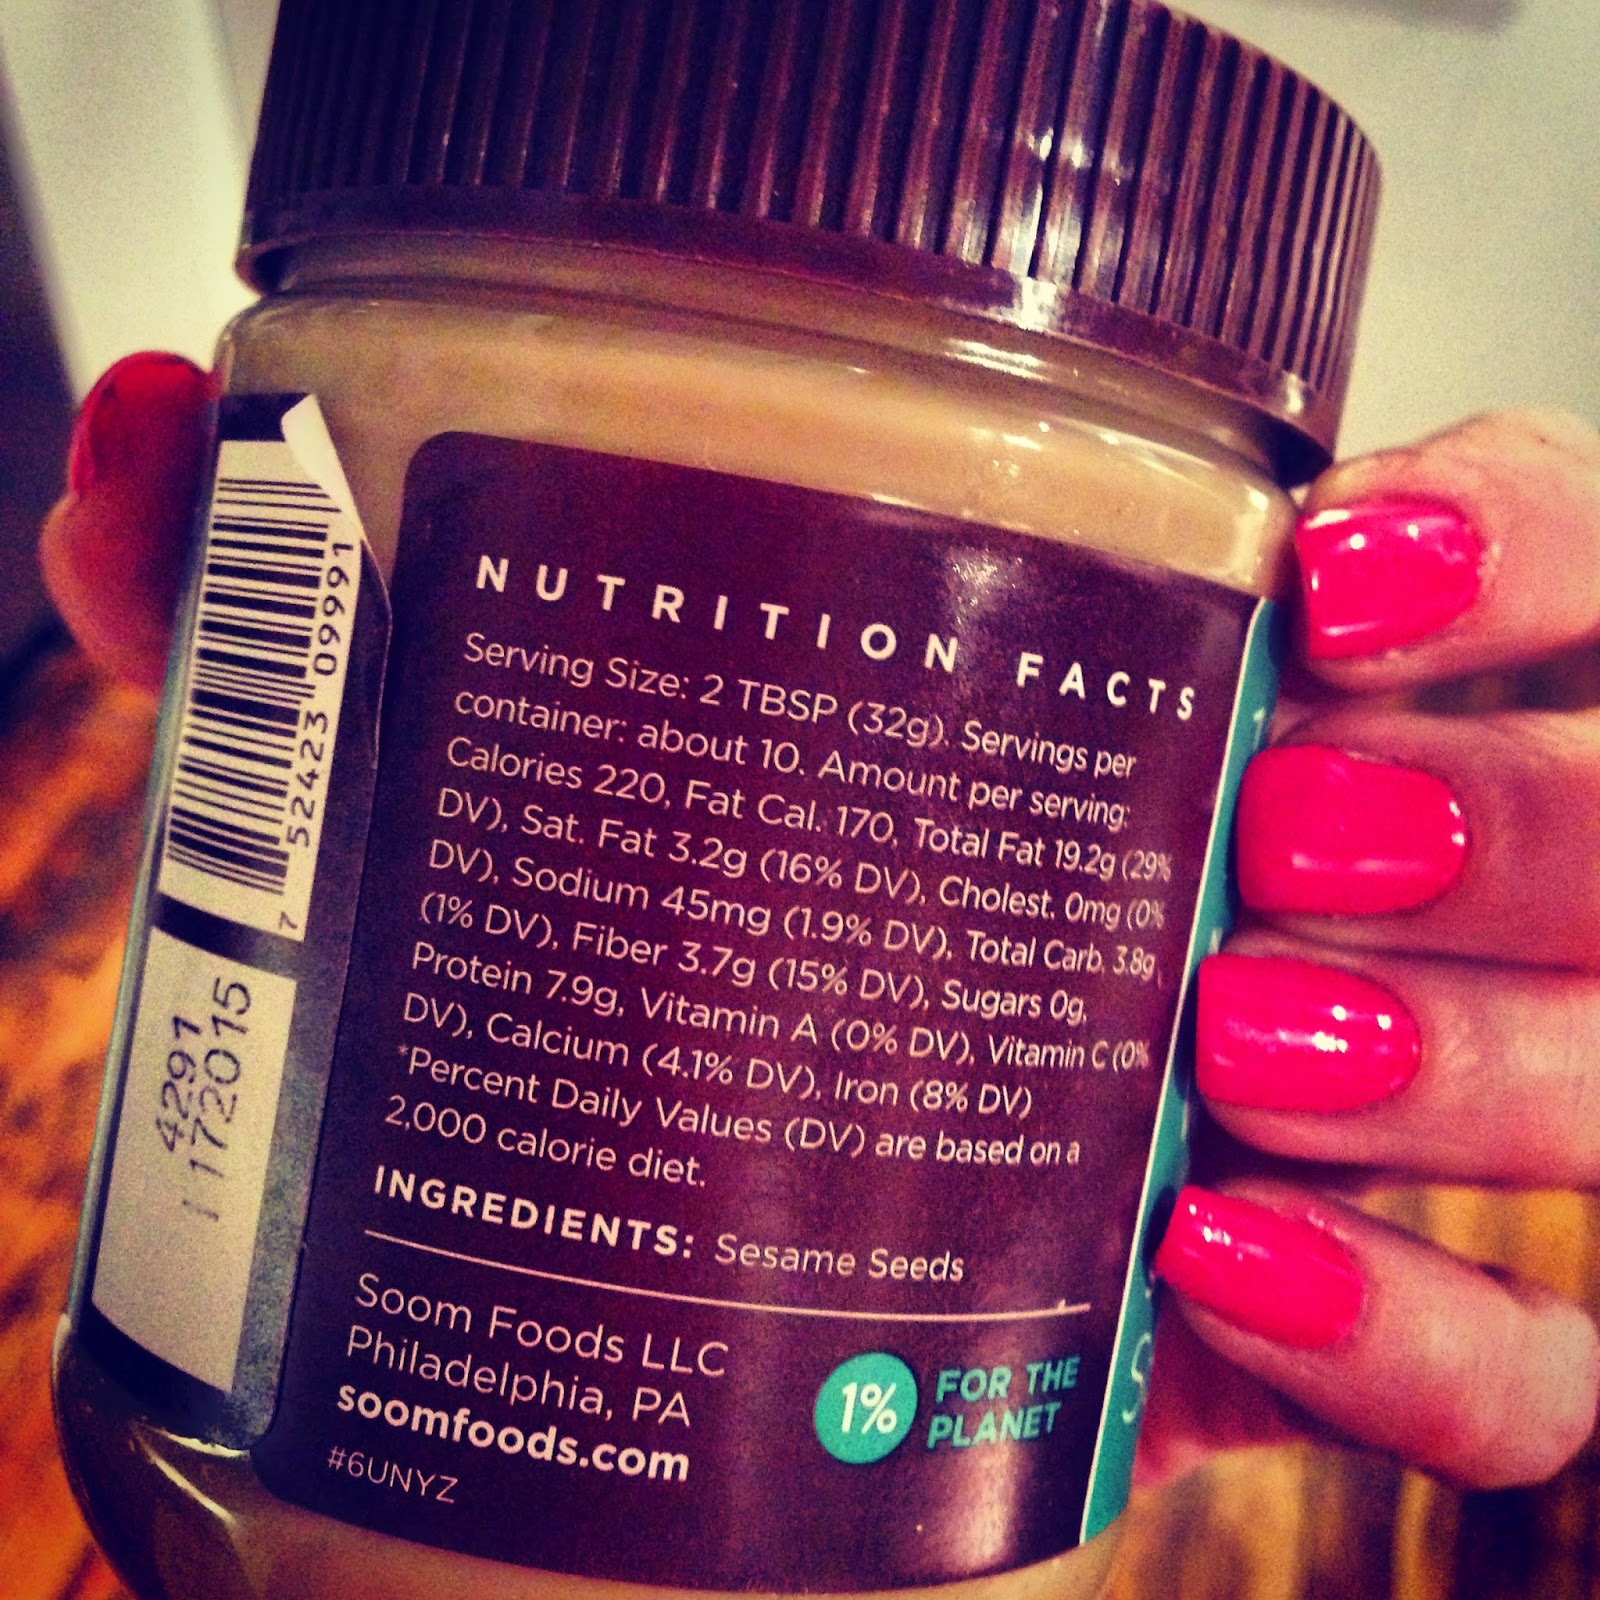 NUTRITION FACTS
Serving Size: 2 TBSP (32g). Servings per
container: about 10. Amount per serving:
Calories 220, Fat Cal. 170, Total Fat 19.2g (29%
DV), Sat. Fat 3.2g (16% DV), Cholest. 0mg (0%
DV), Sodium 45mg (1.9% DV), Total Carb. 3.8g
(1% DV), Fiber 3.7g (15% DV), Sugars 0g,
Protein 7.9g, Vitamin A (0% DV), Vitamin C (0%
DV), Calcium (4.1% DV), Iron (8% DV)
*Percent Daily Values (DV) are based on a
2,000 calorie diet.
INGREDIENTS: Sesame Seeds
Soom Foods LLC
Philadelphia, PA
soomfoods.com
#6UNYZ
1% FOR THE
PLANET
7 52423 09991
4291
1172015